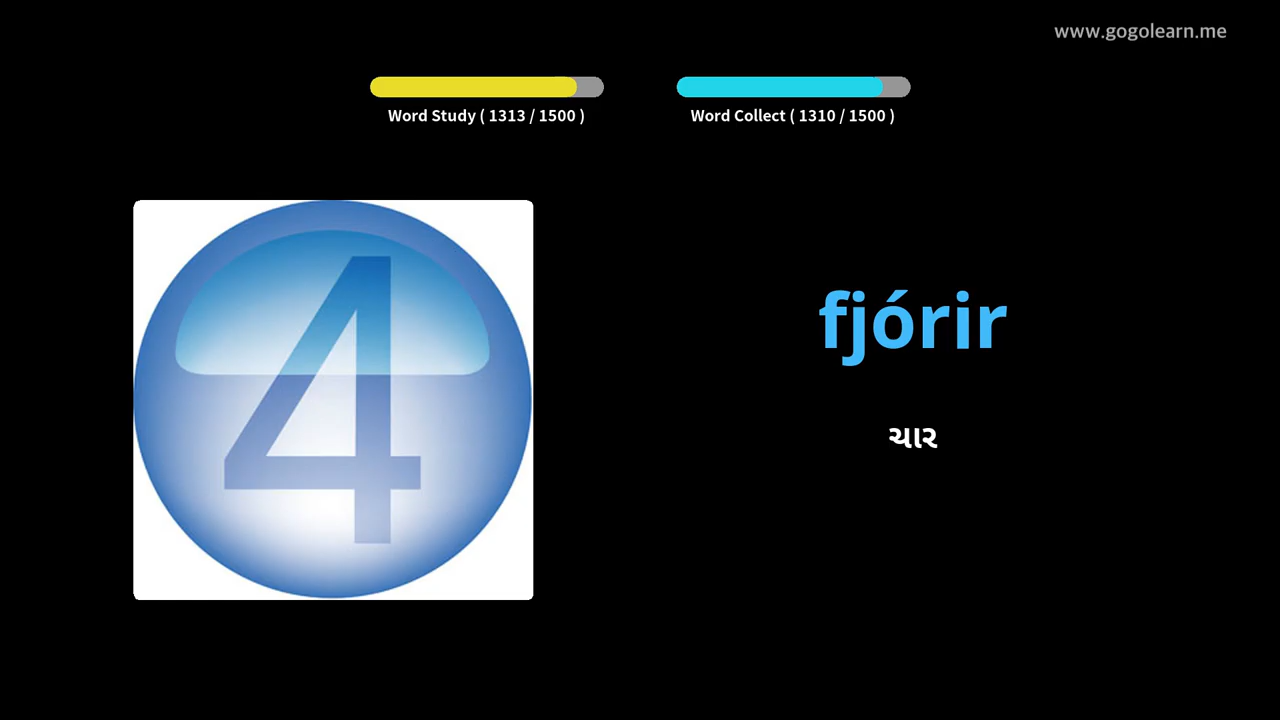 www.gogolearn.me
Word Study ( 1313 / 1500 )
Word Collect ( 1310 / 1500 )
4
fjórir
ચાર